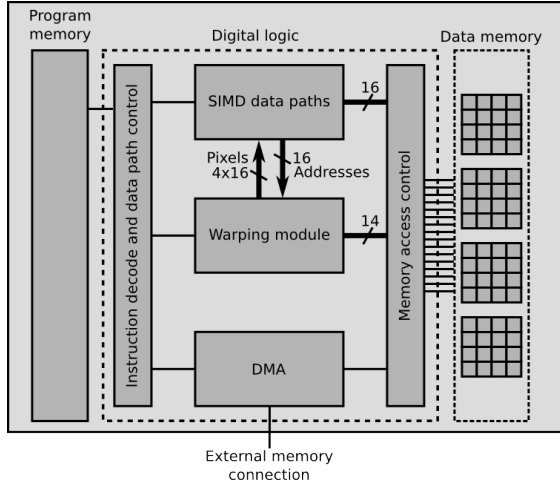 Program
memory
Digital logic
Data memory
SIMD data paths
16
Pixels
4x16
16
Addresses
Instruction decode and data path control
Memory access control
Warping module
14
DMA
External memory
connection